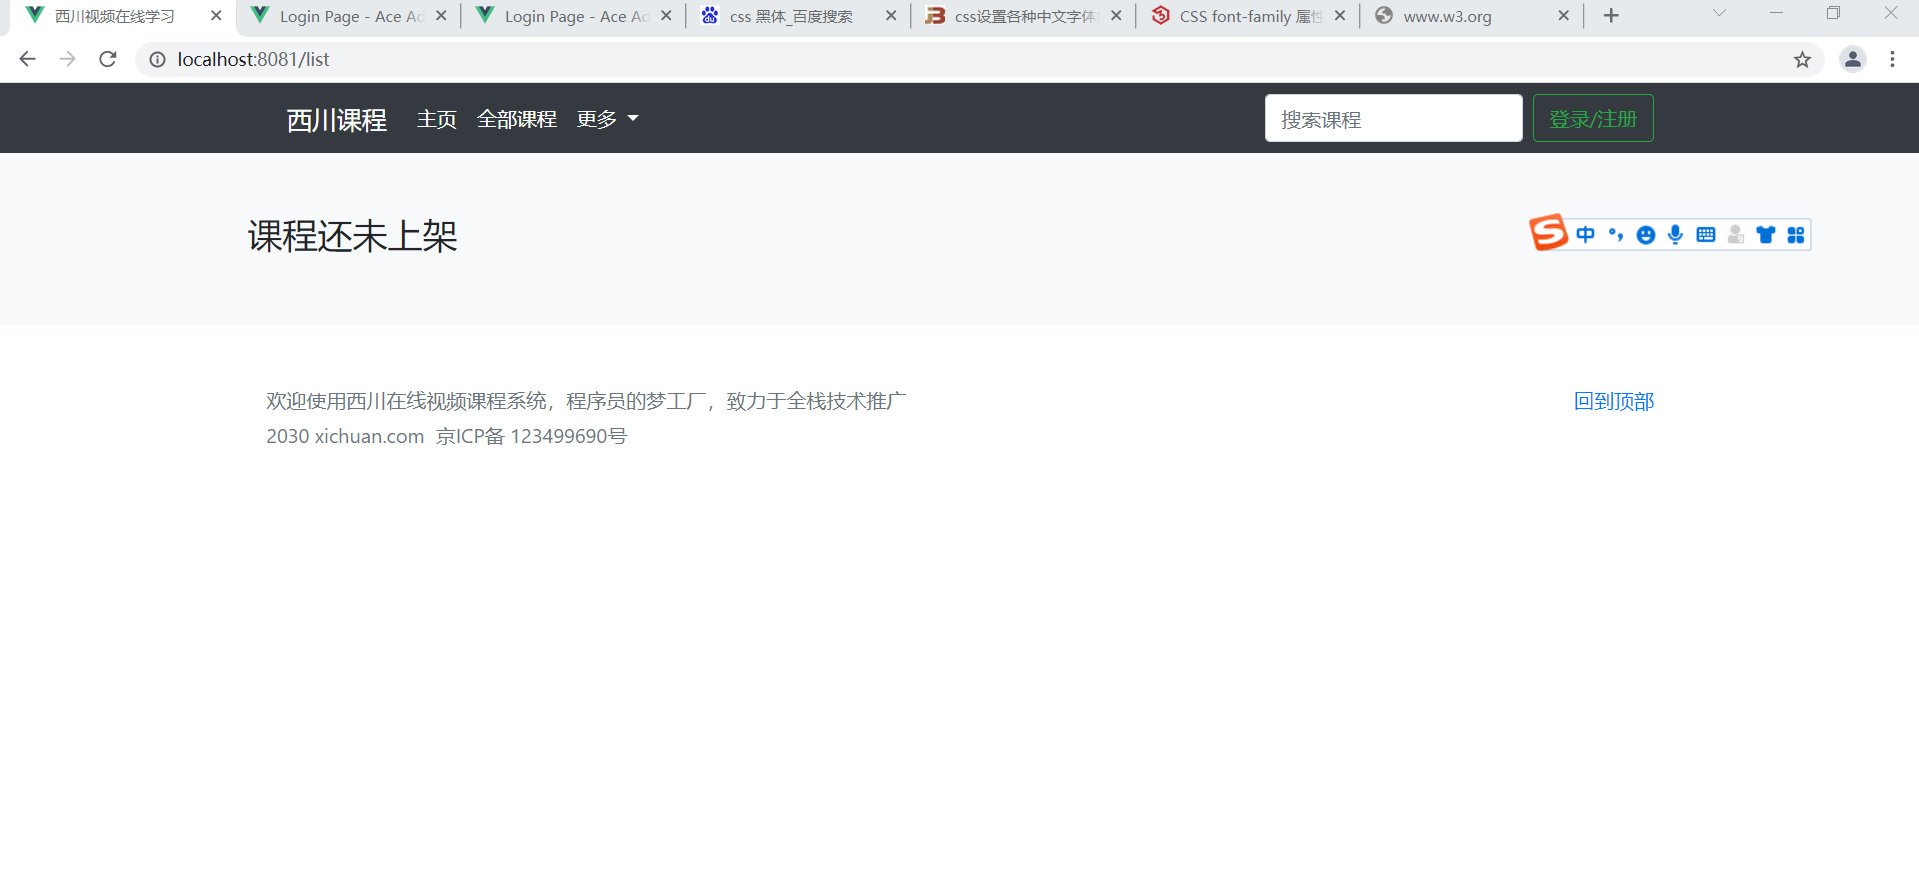 西川视频在线学习
Login Page - Ace Ad
Login Page - Ace Ad
css 黑体_百度搜索
css设置各种中文字体
CSS font-family 属性
www.w3.org
localhost:8081/list
西川课程 主页 全部课程 更多
搜索课程
登录/注册
课程还未上架
中
欢迎使用西川在线视频课程系统，程序员的梦工厂，致力于全栈技术推广
回到顶部
2030 xichuan.com 京ICP备 123499690号